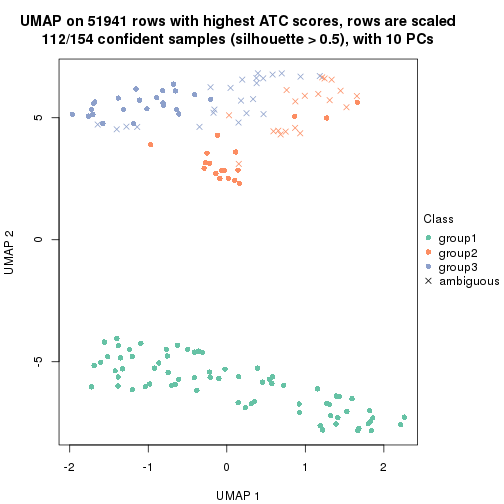 UMAP on 51941 rows with highest ATC scores, rows are scaled
112/154 confident samples (silhouette > 0.5), with 10 PCs
5
0
-5
UMAP 2
-2
-1
0
1
2
UMAP 1
Class
group1
group2
group3
ambiguous